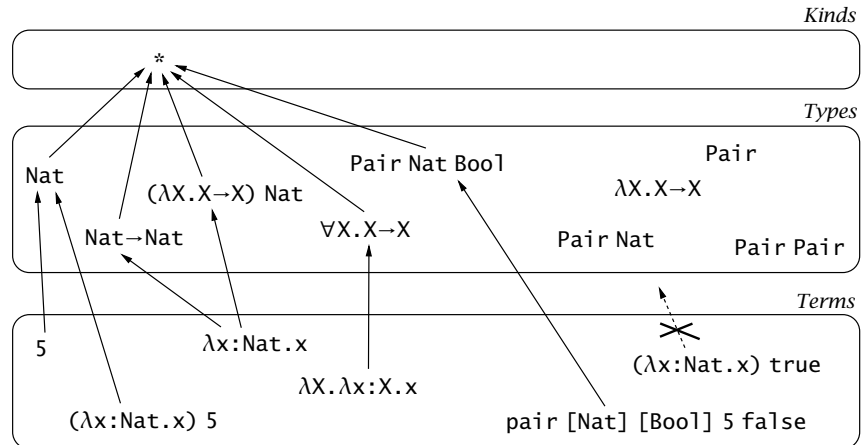 Kinds
*
Types
Pair
Pair Nat Bool
Nat
λX.X→X
(λX.X→X) Nat
∀X.X→X
Nat→Nat
Pair Nat
Pair Pair
Terms
λx:Nat.x
5
(λx:Nat.x) true
λX.λx:X.x
(λx:Nat.x) 5
pair [Nat] [Bool] 5 false